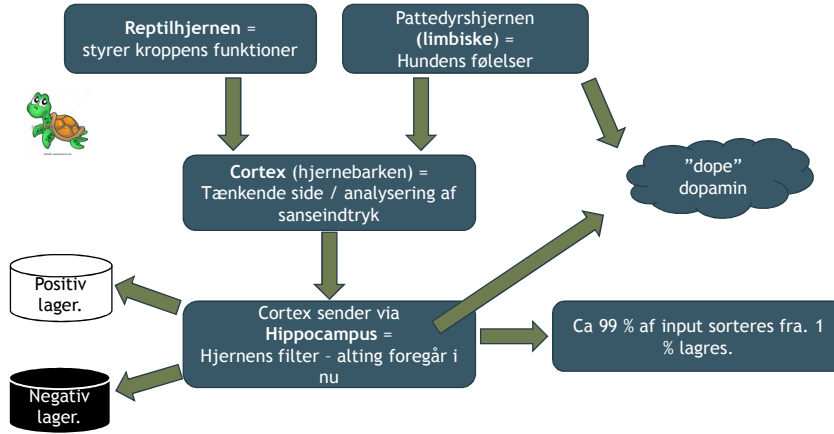 Reptilhjernen =
styrer kroppens funktioner
Pattedyrshjernen
(limbiske) =
Hundens følelser
Cortex (hjernebarken) =
Tænkende side / analysering af
sanseindtryk
"dope"
dopamin
Positiv
lager.
Cortex sender via
Hippocampus =
Hjernens filter - alting foregår i
nu
Ca 99 % af input sorteres fra. 1
% lagres.
Negativ
lager.